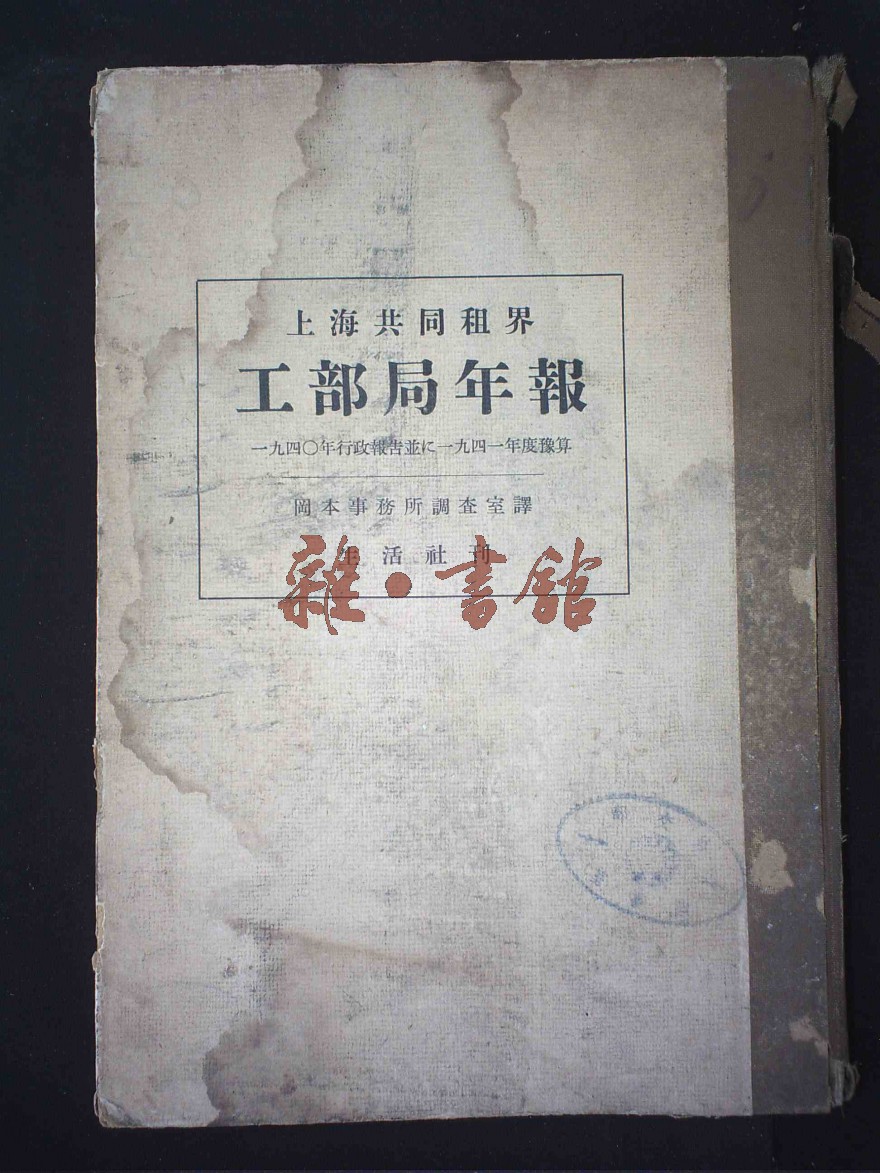 上海共同租界
工部局年報
一九四〇年行政報告並に一九四一年度豫算
岡本事務所調査室譯
生活社刊
雜·書館